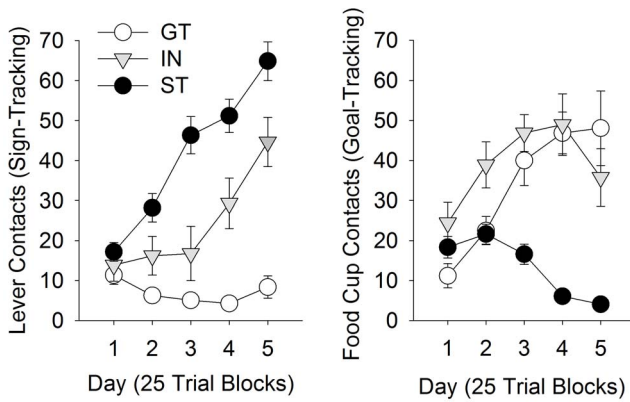 GT
IN
ST
Lever Contacts (Sign-Tracking)
70
60
50
40
30
20
10
0
1 2 3 4 5
Day (25 Trial Blocks)
Food Cup Contacts (Goal-Tracking)
70
60
50
40
30
20
10
0
1 2 3 4 5
Day (25 Trial Blocks)